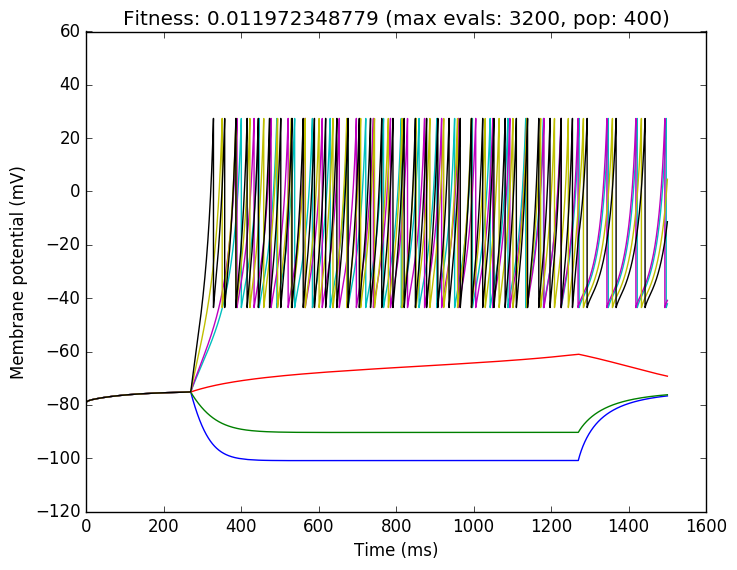 Fitness: 0.011972348779 (max evals: 3200, pop: 400)
60
40
20
0
−20
−40
−60
−80
−100
−120
Membrane potential (mV)
0 200 400 600 800 1000 1200 1400 1600
Time (ms)